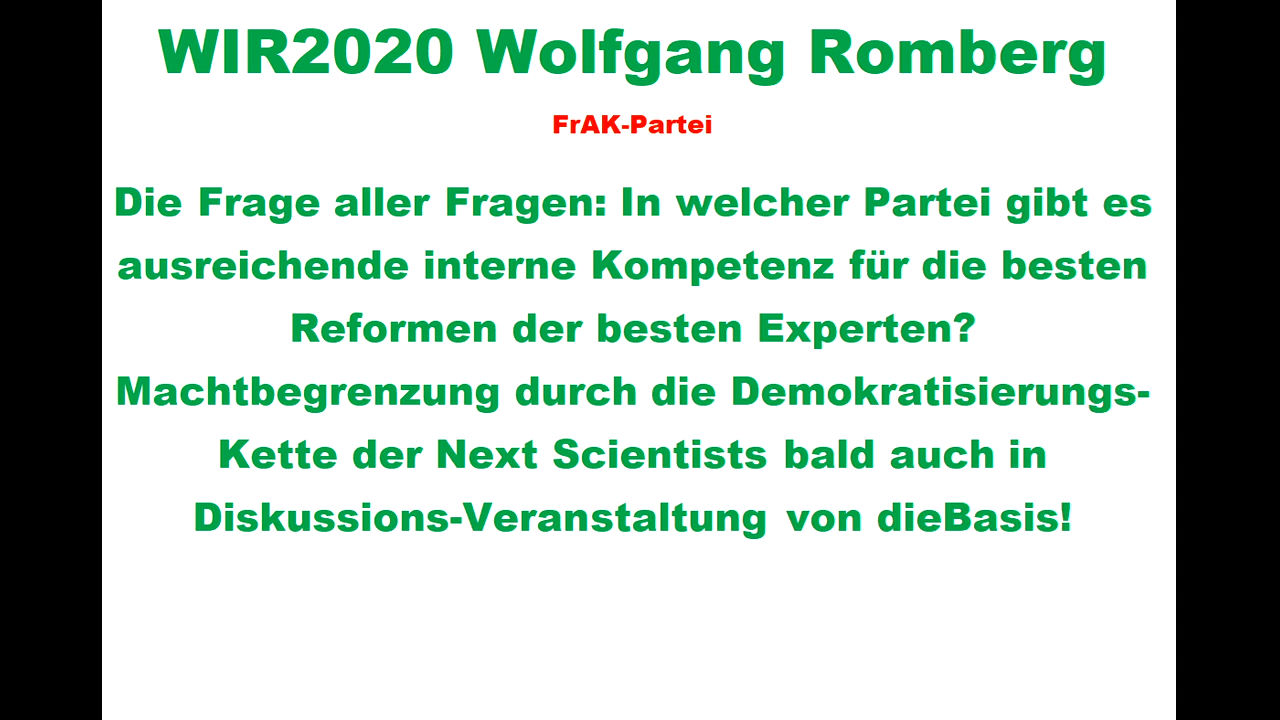 WIR2020 Wolfgang Romberg
FrAK-Partei
Die Frage aller Fragen: In welcher Partei gibt es
ausreichende interne Kompetenz für die besten
Reformen der besten Experten?
Machtbegrenzung durch die Demokratisierungs-
Kette der Next Scientists bald auch in
Diskussions-Veranstaltung von dieBasis!